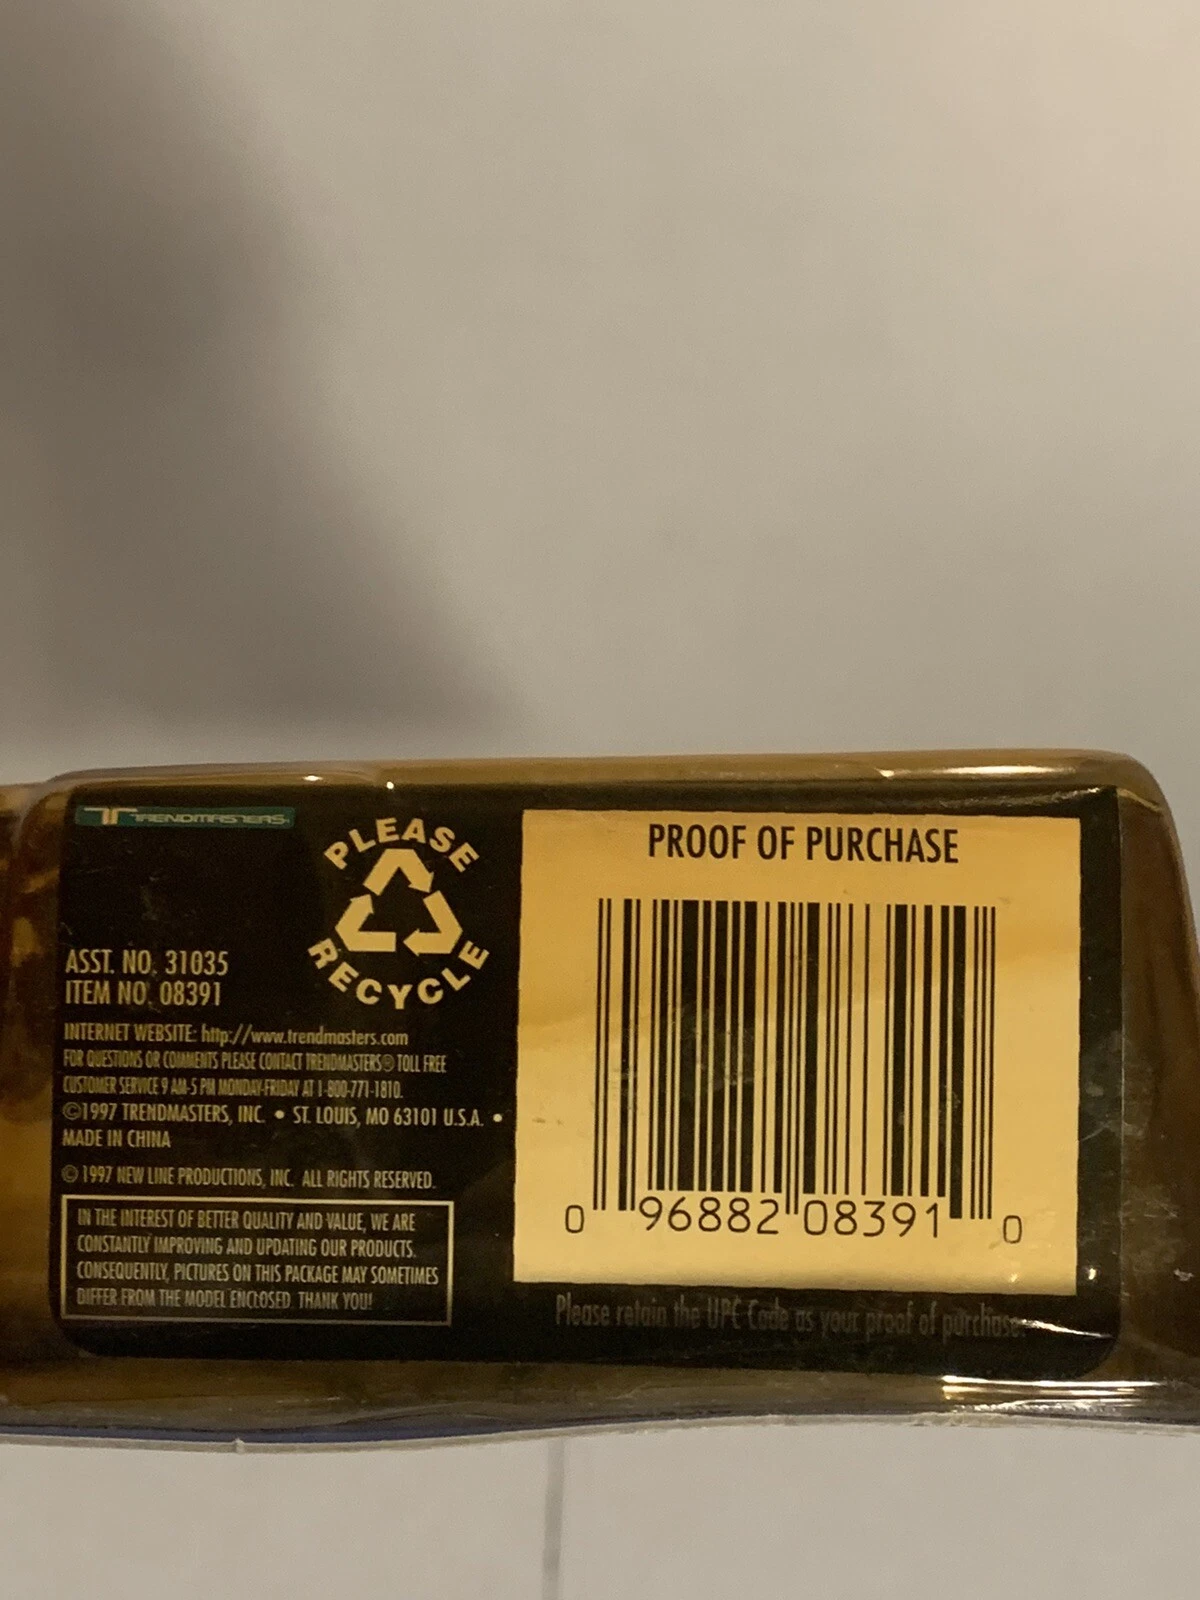 TRENDMASTERS
PLEASE
RECYCLE
ASST. NO. 31035
ITEM NO. 08391
INTERNET WEBSITE: http://www.trendmasters.com
FOR QUESTIONS OR COMMENTS PLEASE CONTACT TRENDMASTERS® TOLL FREE
CUSTOMER SERVICE 9 AM-5 PM MONDAY-FRIDAY AT 1-800-771-1810.
©1997 TRENDMASTERS, INC. • ST. LOUIS, MO 63101 U.S.A. •
MADE IN CHINA
© 1997 NEW LINE PRODUCTIONS, INC. ALL RIGHTS RESERVED.
IN THE INTEREST OF BETTER QUALITY AND VALUE, WE ARE
CONSTANTLY IMPROVING AND UPDATING OUR PRODUCTS.
CONSEQUENTLY, PICTURES ON THIS PACKAGE MAY SOMETIMES
DIFFER FROM THE MODEL ENCLOSED. THANK YOU!
PROOF OF PURCHASE
0 96882 08391 0
Please retain the UPC Code as your proof of purchase.